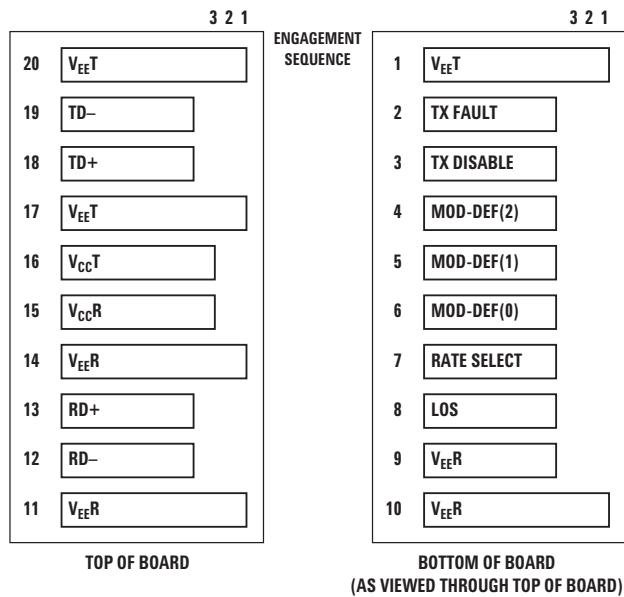 3 2 1
ENGAGEMENT
SEQUENCE
3 2 1
20 VEET
19 TD–
18 TD+
17 VEET
16 VCCT
15 VCCR
14 VEER
13 RD+
12 RD–
11 VEER
TOP OF BOARD
1 VEET
2 TX FAULT
3 TX DISABLE
4 MOD-DEF(2)
5 MOD-DEF(1)
6 MOD-DEF(0)
7 RATE SELECT
8 LOS
9 VEER
10 VEER
BOTTOM OF BOARD
(AS VIEWED THROUGH TOP OF BOARD)